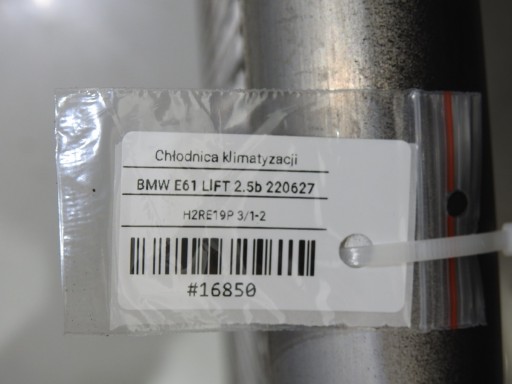 Chłodnica klimatyzacji
BMW E61 LIFT 2.5b 220627
H2RE19P 3/1-2
#16850